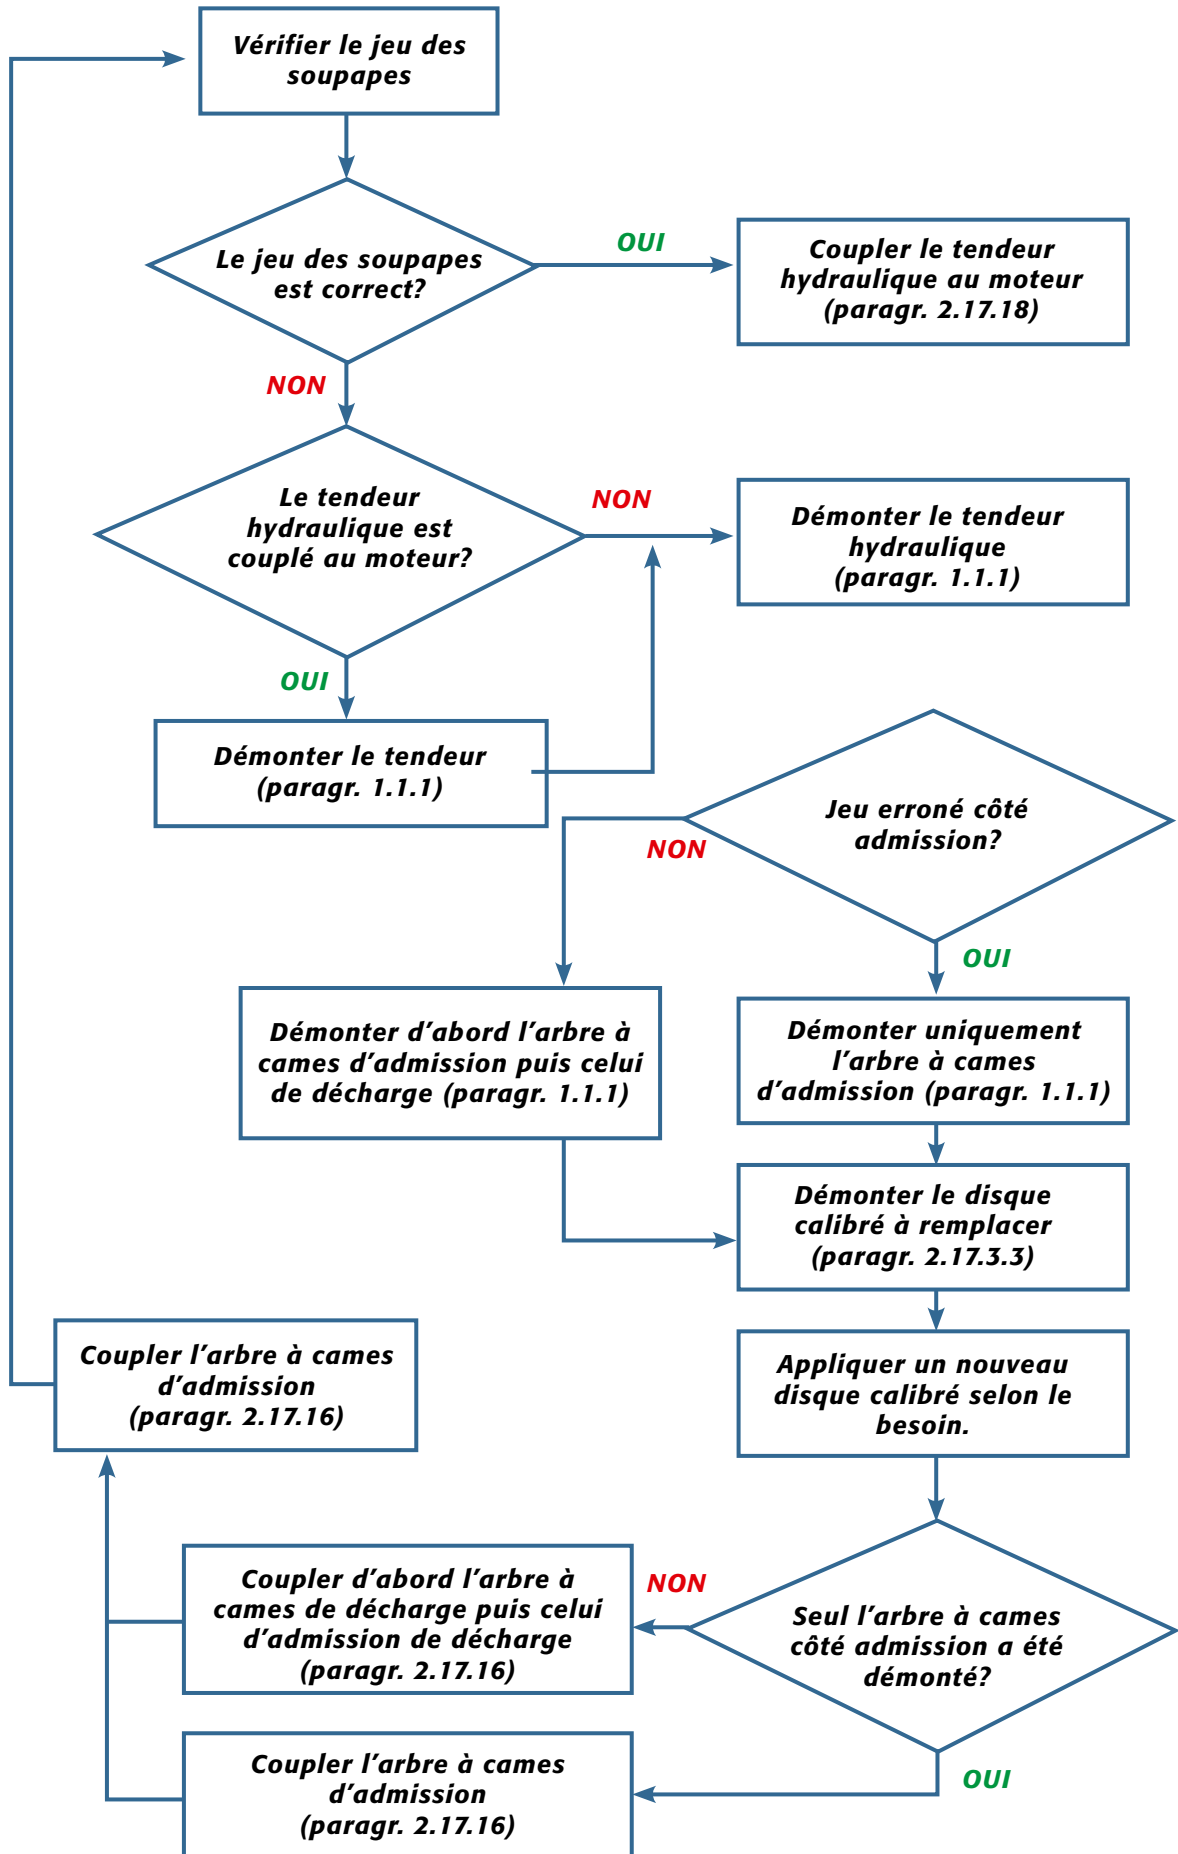 Vérifier le jeu des
soupapes
Le jeu des soupapes
est correct?
OUI
Coupler le tendeur
hydraulique au moteur
(paragr. 2.17.18)
NON
Le tendeur
hydraulique est
couplé au moteur?
NON
Démonter le tendeur
hydraulique
(paragr. 1.1.1)
OUI
Démonter le tendeur
(paragr. 1.1.1)
Jeu erroné côté
admission?
NON
OUI
Démonter d'abord l'arbre à
cames d'admission puis celui
de décharge (paragr. 1.1.1)
Démonter uniquement
l'arbre à cames
d'admission (paragr. 1.1.1)
Démonter le disque
calibré à remplacer
(paragr. 2.17.3.3)
Coupler l'arbre à cames
d'admission
(paragr. 2.17.16)
Appliquer un nouveau
disque calibré selon le
besoin.
Coupler d'abord l'arbre à
cames de décharge puis celui
d'admission de décharge
(paragr. 2.17.16)
NON
Seul l'arbre à cames
côté admission a été
démonté?
Coupler l'arbre à cames
d'admission
(paragr. 2.17.16)
OUI